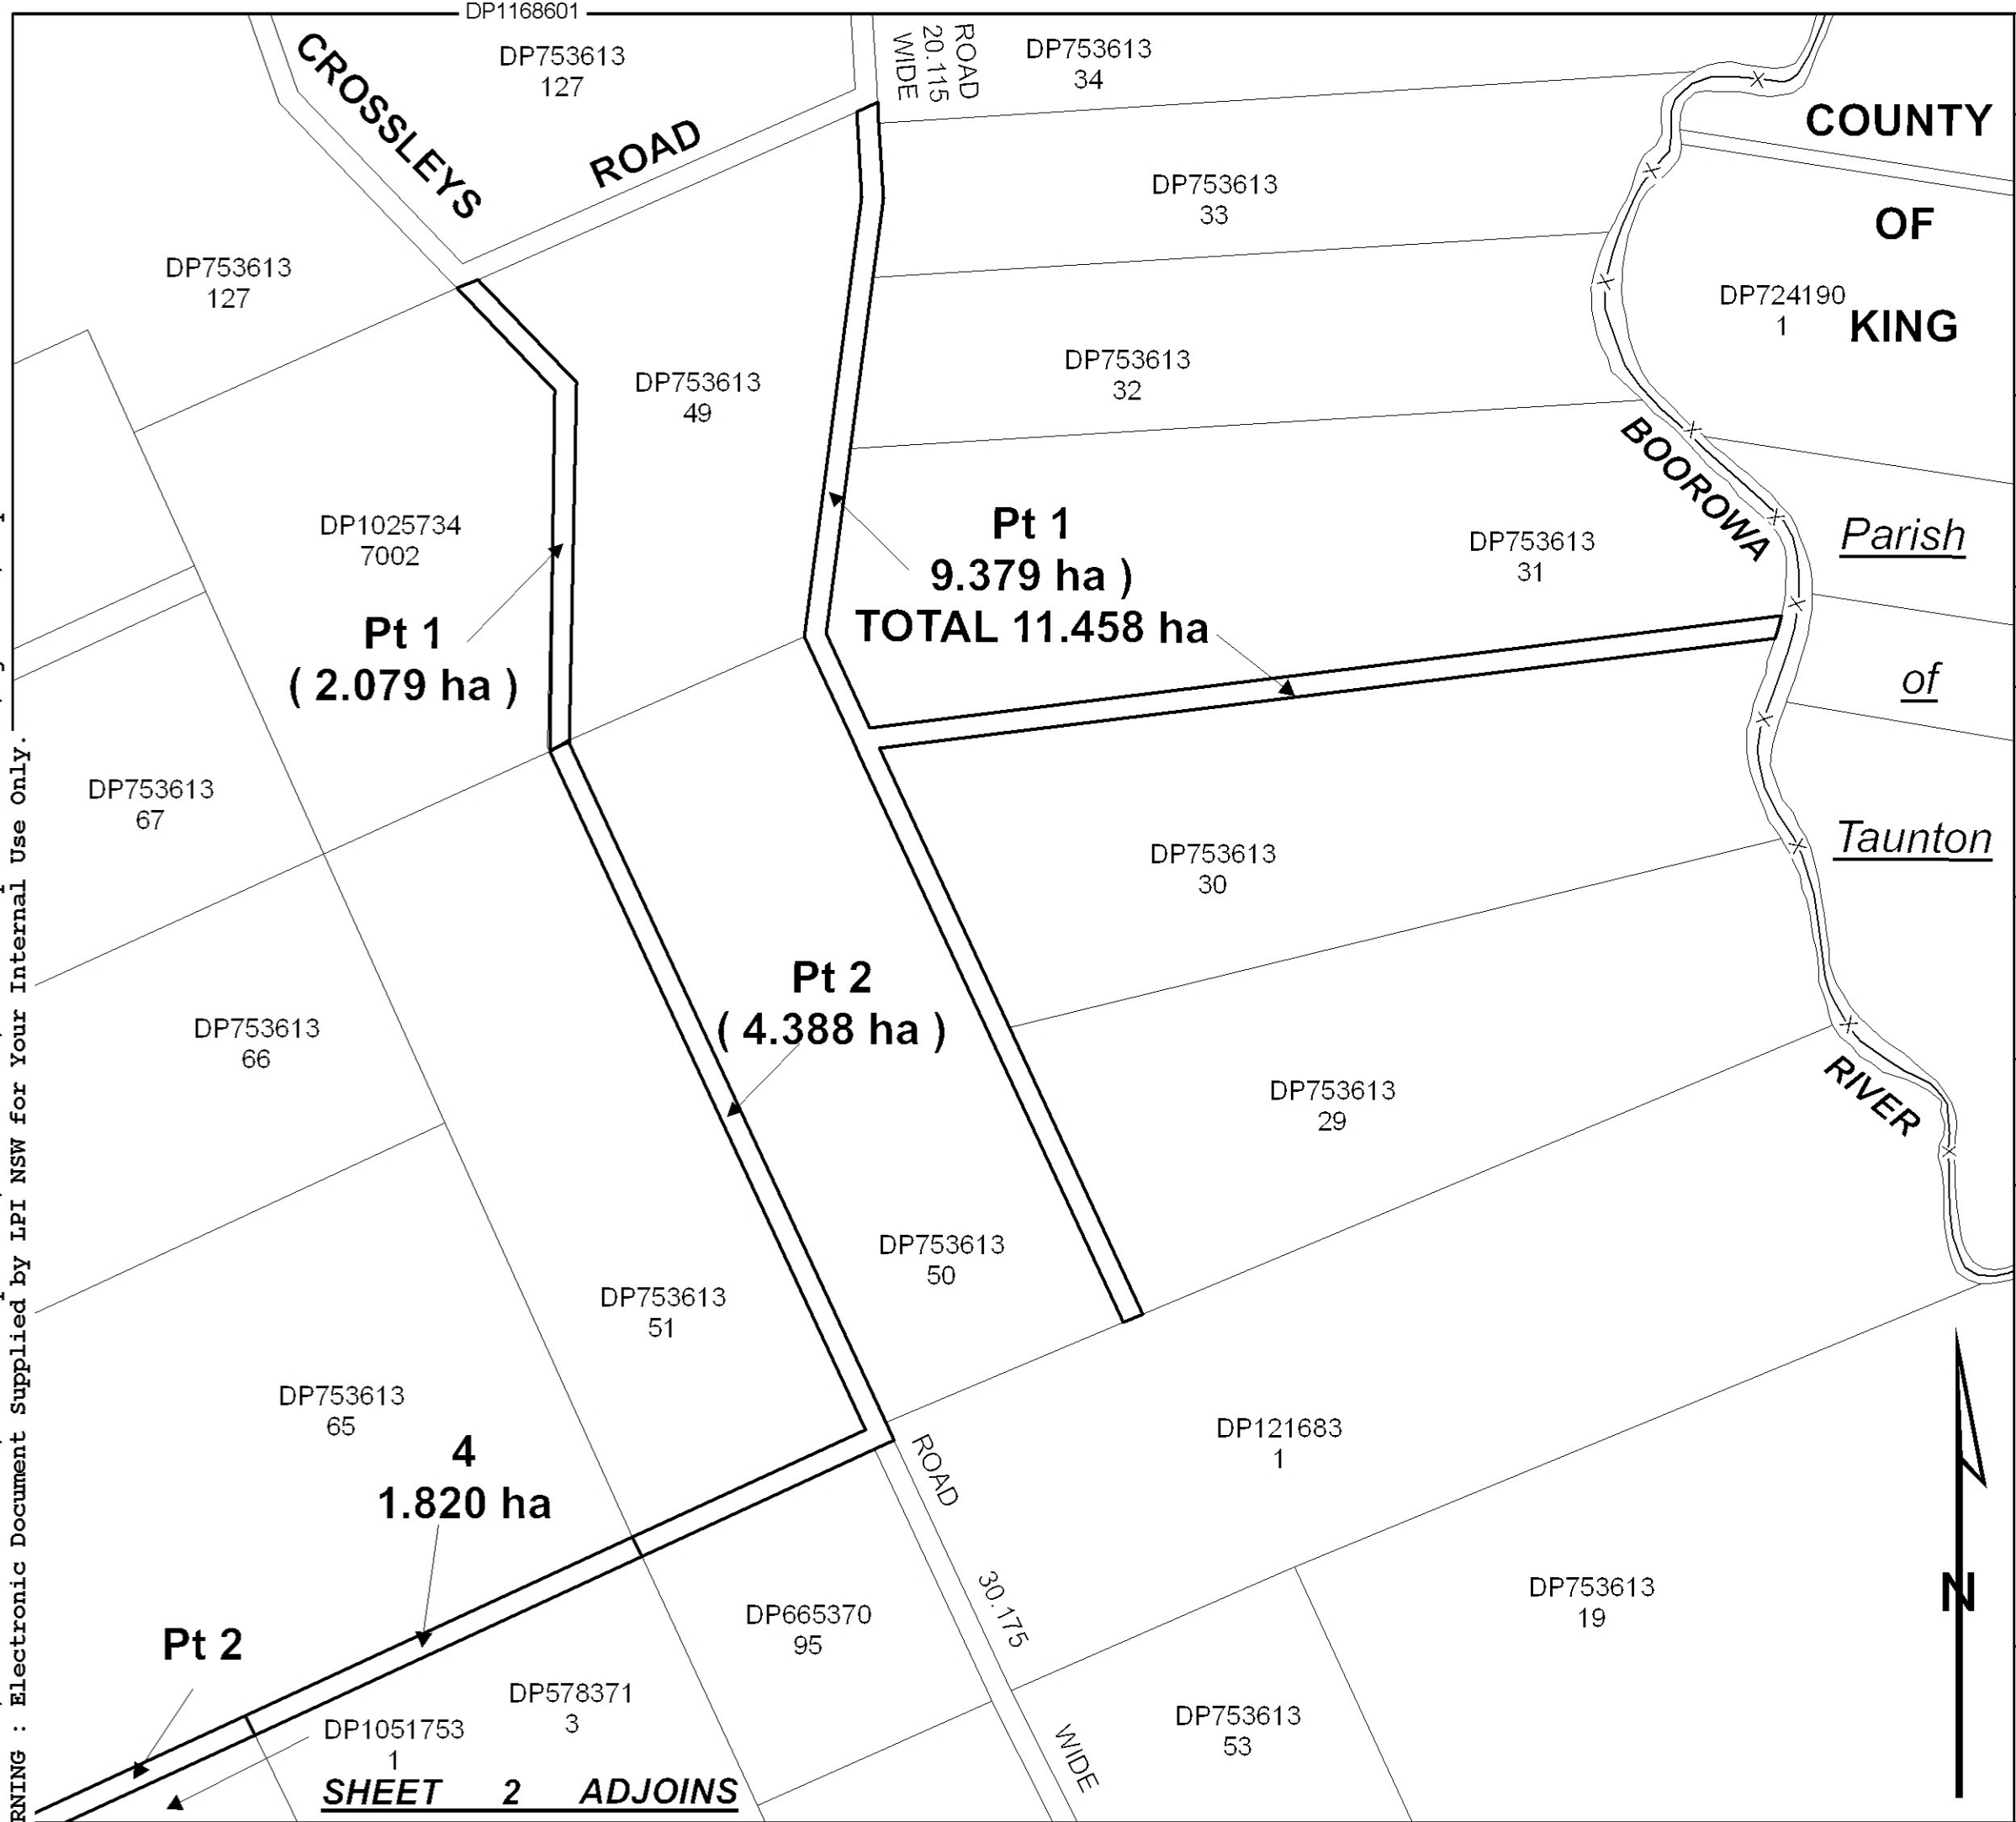 DP1168601
CROSSLEYS
ROAD
DP753613
127
ROAD
20.115
WIDE
DP753613
34
COUNTY
OF
KING
DP753613
33
DP753613
127
DP724190
1
DP753613
32
DP753613
49
BOOROWA
DP1025734
7002
Pt 1
9.379 ha )
TOTAL 11.458 ha
DP753613
31
Parish
of
Taunton
Pt 1
( 2.079 ha )
DP753613
67
DP753613
30
Pt 2
( 4.388 ha )
DP753613
66
DP753613
29
RIVER
DP753613
50
DP753613
51
DP753613
65
4
1.820 ha
DP121683
1
ROAD
30.175
WIDE
DP665370
95
DP753613
19
N
Pt 2
DP578371
3
DP1051753
1
DP753613
53
SHEET 2 ADJOINS
RNING : Electronic Document Supplied by LPI NSW for Your Internal Use Only.